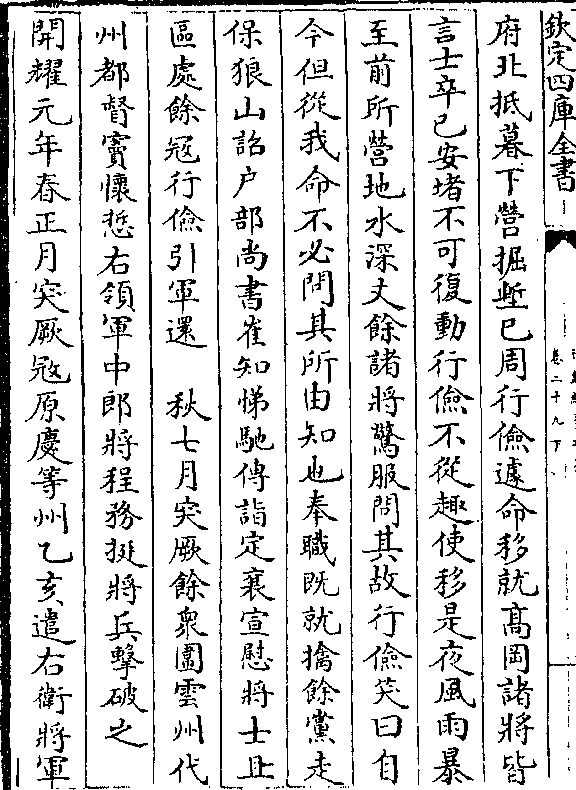 欽定四庫全書
卷二十九下
府北抵暮下營掘塹已周行儉遽命移就髙岡諸將皆
言士卒已安堵不可復動行儉不從趣使移是夜風雨暴
至前所營地水深丈餘諸將驚服問其故行儉笑曰自
今但從我命不必問其所由知也奉職既就擒餘黨走
保狼山詔户部尚書崔知悌馳傳詣定襄宣慰將士且
區處餘寇行儉引軍還　秋七月突厥餘衆圍雲州代
州都督竇懷悊右領軍中郎將程務挺將兵擊破之
開耀元年春正月突厥寇原慶等州乙亥遣右衛將軍